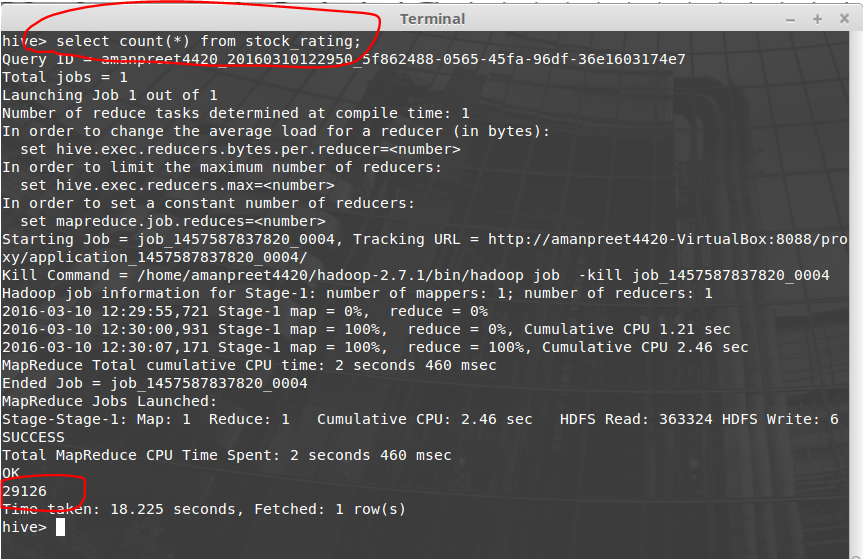 Terminal
hive> select count(*) from stock_rating;
Query ID = amanpreet4420_20160310122950_5f862488-0565-45fa-96df-36e1603174e7
Total jobs = 1
Launching Job 1 out of 1
Number of reduce tasks determined at compile time: 1
In order to change the average load for a reducer (in bytes):
  set hive.exec.reducers.bytes.per.reducer=<number>
In order to limit the maximum number of reducers:
  set hive.exec.reducers.max=<number>
In order to set a constant number of reducers:
  set mapreduce.job.reduces=<number>
Starting Job = job_1457587837820_0004, Tracking URL = http://amanpreet4420-VirtualBox:8088/pro
xy/application_1457587837820_0004/
Kill Command = /home/amanpreet4420/hadoop-2.7.1/bin/hadoop job  -kill job_1457587837820_0004
Hadoop job information for Stage-1: number of mappers: 1; number of reducers: 1
2016-03-10 12:29:55,721 Stage-1 map = 0%,  reduce = 0%
2016-03-10 12:30:00,931 Stage-1 map = 100%,  reduce = 0%, Cumulative CPU 1.21 sec
2016-03-10 12:30:07,171 Stage-1 map = 100%,  reduce = 100%, Cumulative CPU 2.46 sec
MapReduce Total cumulative CPU time: 2 seconds 460 msec
Ended Job = job_1457587837820_0004
MapReduce Jobs Launched:
Stage-Stage-1: Map: 1  Reduce: 1   Cumulative CPU: 2.46 sec   HDFS Read: 363324 HDFS Write: 6
SUCCESS
Total MapReduce CPU Time Spent: 2 seconds 460 msec
OK
29126
Time taken: 18.225 seconds, Fetched: 1 row(s)
hive>